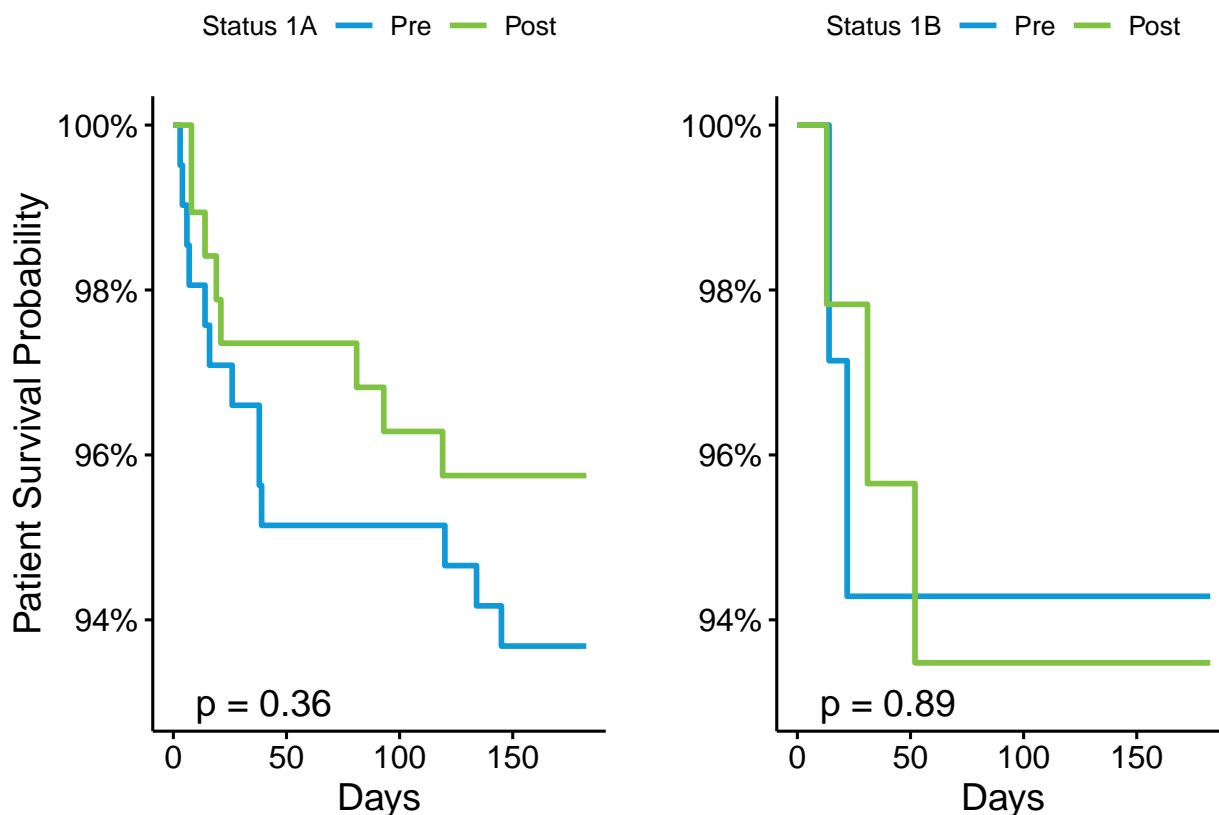 Status 1A Pre Post
Patient Survival Probability
100%
98%
96%
94%
p = 0.36
0 50 100 150
Days
Status 1B Pre Post
100%
98%
96%
94%
p = 0.89
0 50 100 150
Days